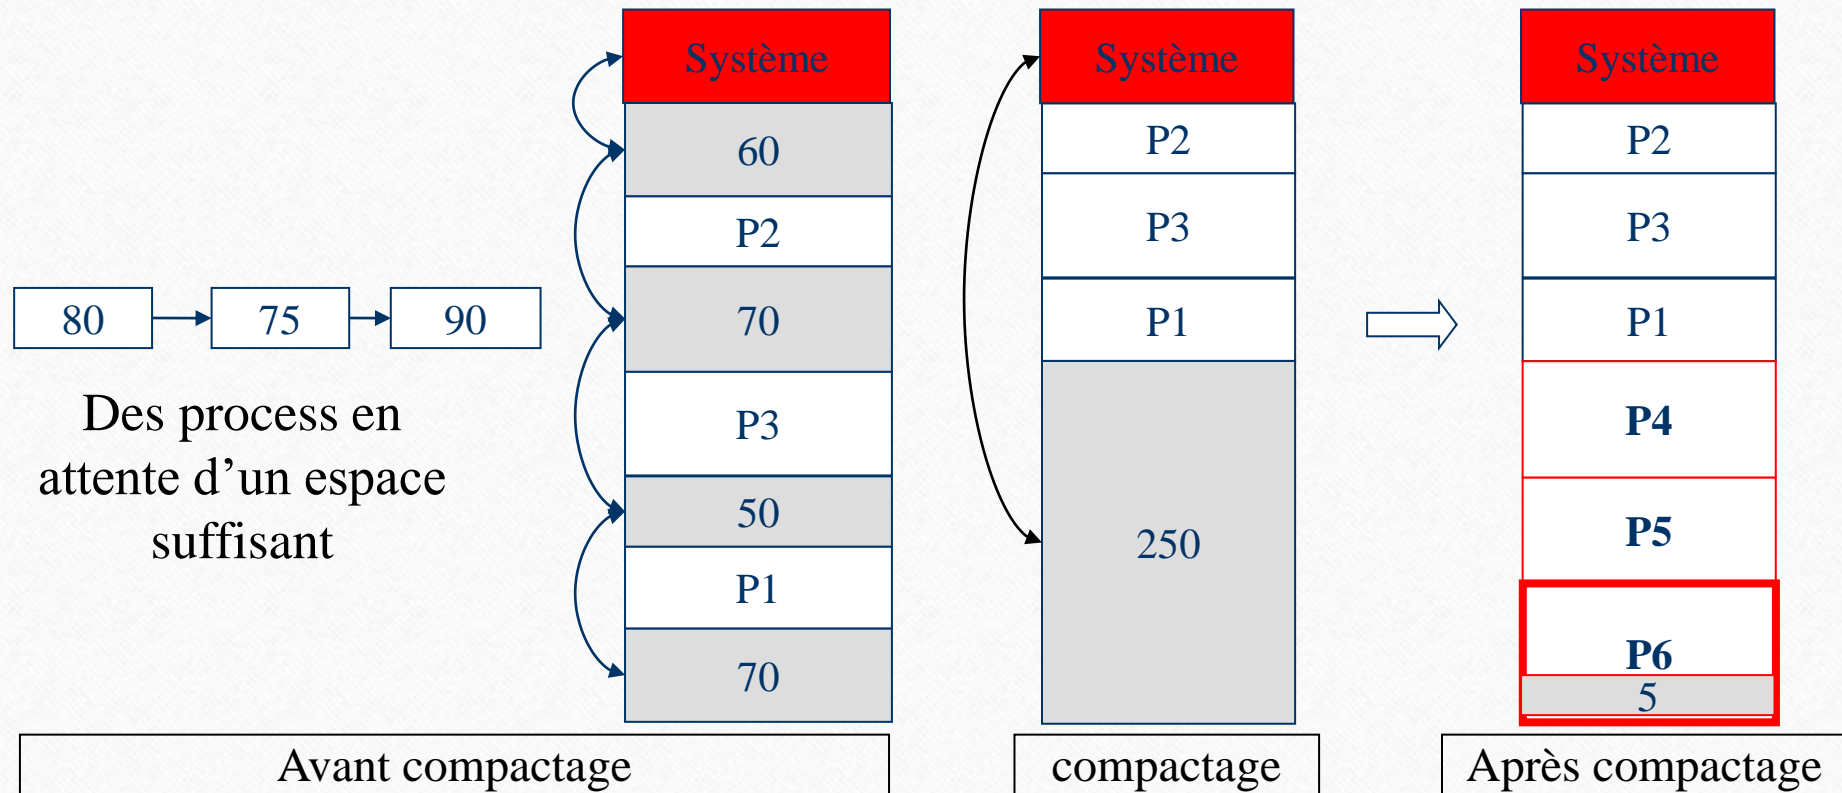 80
75
90
Des process en
attente d’un espace
suffisant
Système
60
P2
70
P3
50
P1
70
Avant compactage
Système
P2
P3
P1
250
compactage
Système
P2
P3
P1
P4
P5
P6
5
Après compactage